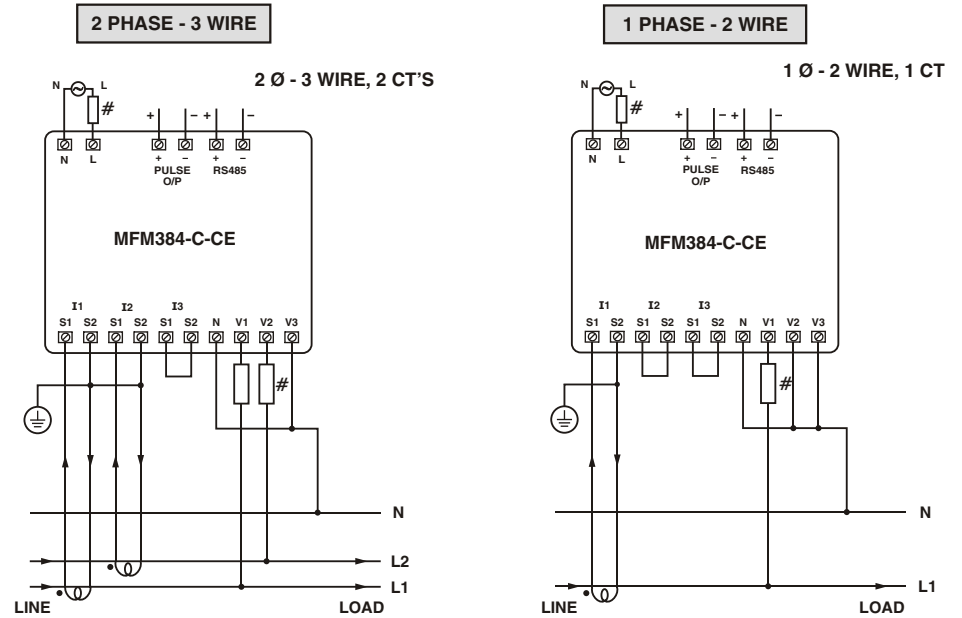 2 PHASE - 3 WIRE
2 Ø - 3 WIRE, 2 CT'S
N L
#
+ – + –
N L + – + –
PULSE O/P RS485
MFM384-C-CE
I1 I2 I3
S1 S2 S1 S2 S1 S2 N V1 V2 V3
#
N
L2
L1
LINE LOAD
1 PHASE - 2 WIRE
1 Ø - 2 WIRE, 1 CT
N L
#
+ – + –
N L + – + –
PULSE O/P RS485
MFM384-C-CE
I1 I2 I3
S1 S2 S1 S2 S1 S2 N V1 V2 V3
#
N
L1
LINE LOAD